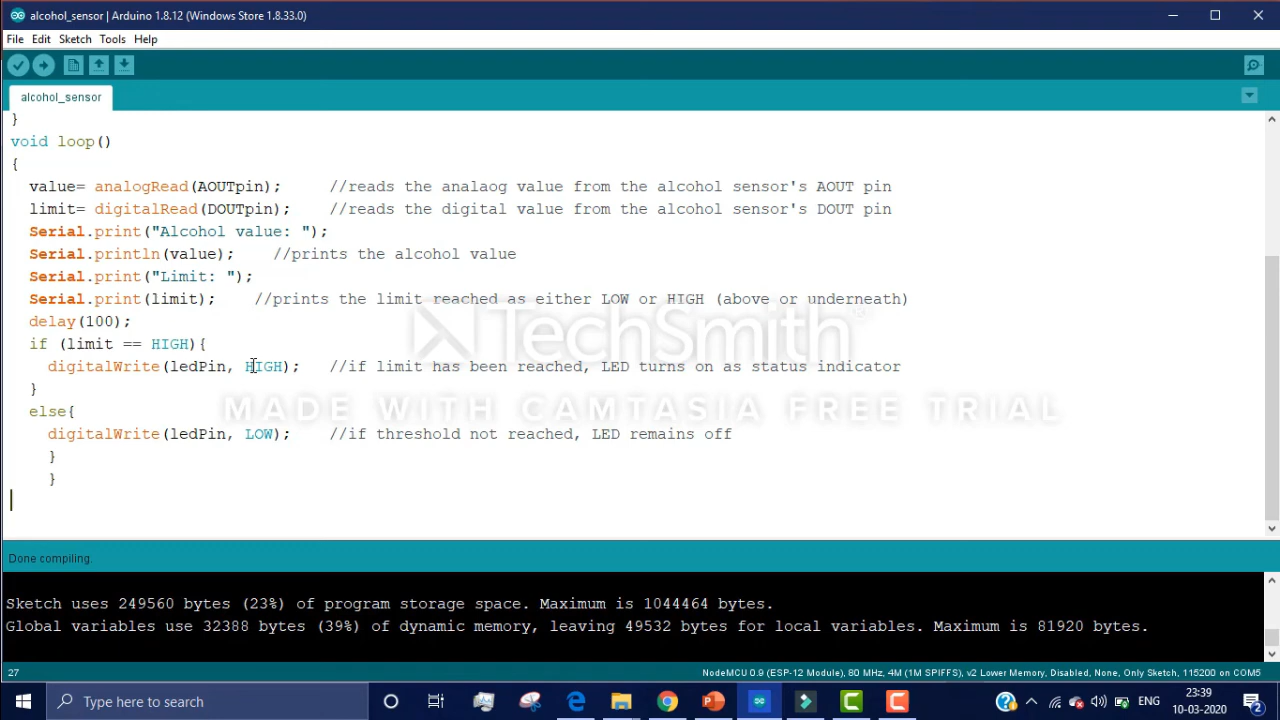 alcohol_sensor | Arduino 1.8.12 (Windows Store 1.8.33.0)
File Edit Sketch Tools Help
alcohol_sensor
}
void loop()
{
value= analogRead(AOUTpin); //reads the analaog value from the alcohol sensor's AOUT pin
limit= digitalRead(DOUTpin); //reads the digital value from the alcohol sensor's DOUT pin
Serial.print("Alcohol value: ");
Serial.println(value); //prints the alcohol value
Serial.print("Limit: ");
Serial.print(limit); //prints the limit reached as either LOW or HIGH (above or underneath)
delay(100);
if (limit == HIGH){
digitalWrite(ledPin, HIGH); //if limit has been reached, LED turns on as status indicator
}
else{
digitalWrite(ledPin, LOW); //if threshold not reached, LED remains off
}
}
TechSmith®
MADE WITH CAMTASIA FREE TRIAL
Done compiling.
Sketch uses 249560 bytes (23%) of program storage space. Maximum is 1044464 bytes.
Global variables use 32388 bytes (39%) of dynamic memory, leaving 49532 bytes for local variables. Maximum is 81920 bytes.
27 NodeMCU 0.9 (ESP-12 Module), 80 MHz, 4M (1M SPIFFS), v2 Lower Memory, Disabled, None, Only Sketch, 115200 on COM5
Type here to search
ENG
23:39
10-03-2020
2